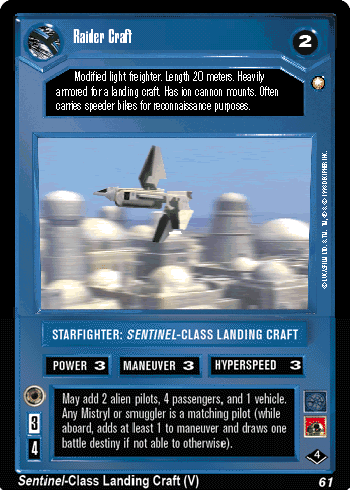 Raider Craft
2
Modified light freighter. Length 20 meters. Heavily
armored for a landing craft. Has ion cannon mounts. Often
carries speeder bikes for reconnaissance purposes.
STARFIGHTER: SENTINEL-CLASS LANDING CRAFT
POWER 3 MANEUVER 3 HYPERSPEED 3
May add 2 alien pilots, 4 passengers, and 1 vehicle.
Any Mistryl or smuggler is a matching pilot (while
aboard, adds at least 1 to maneuver and draws one
battle destiny if not able to otherwise).
3
4
4
Sentinel-Class Landing Craft (V)
61